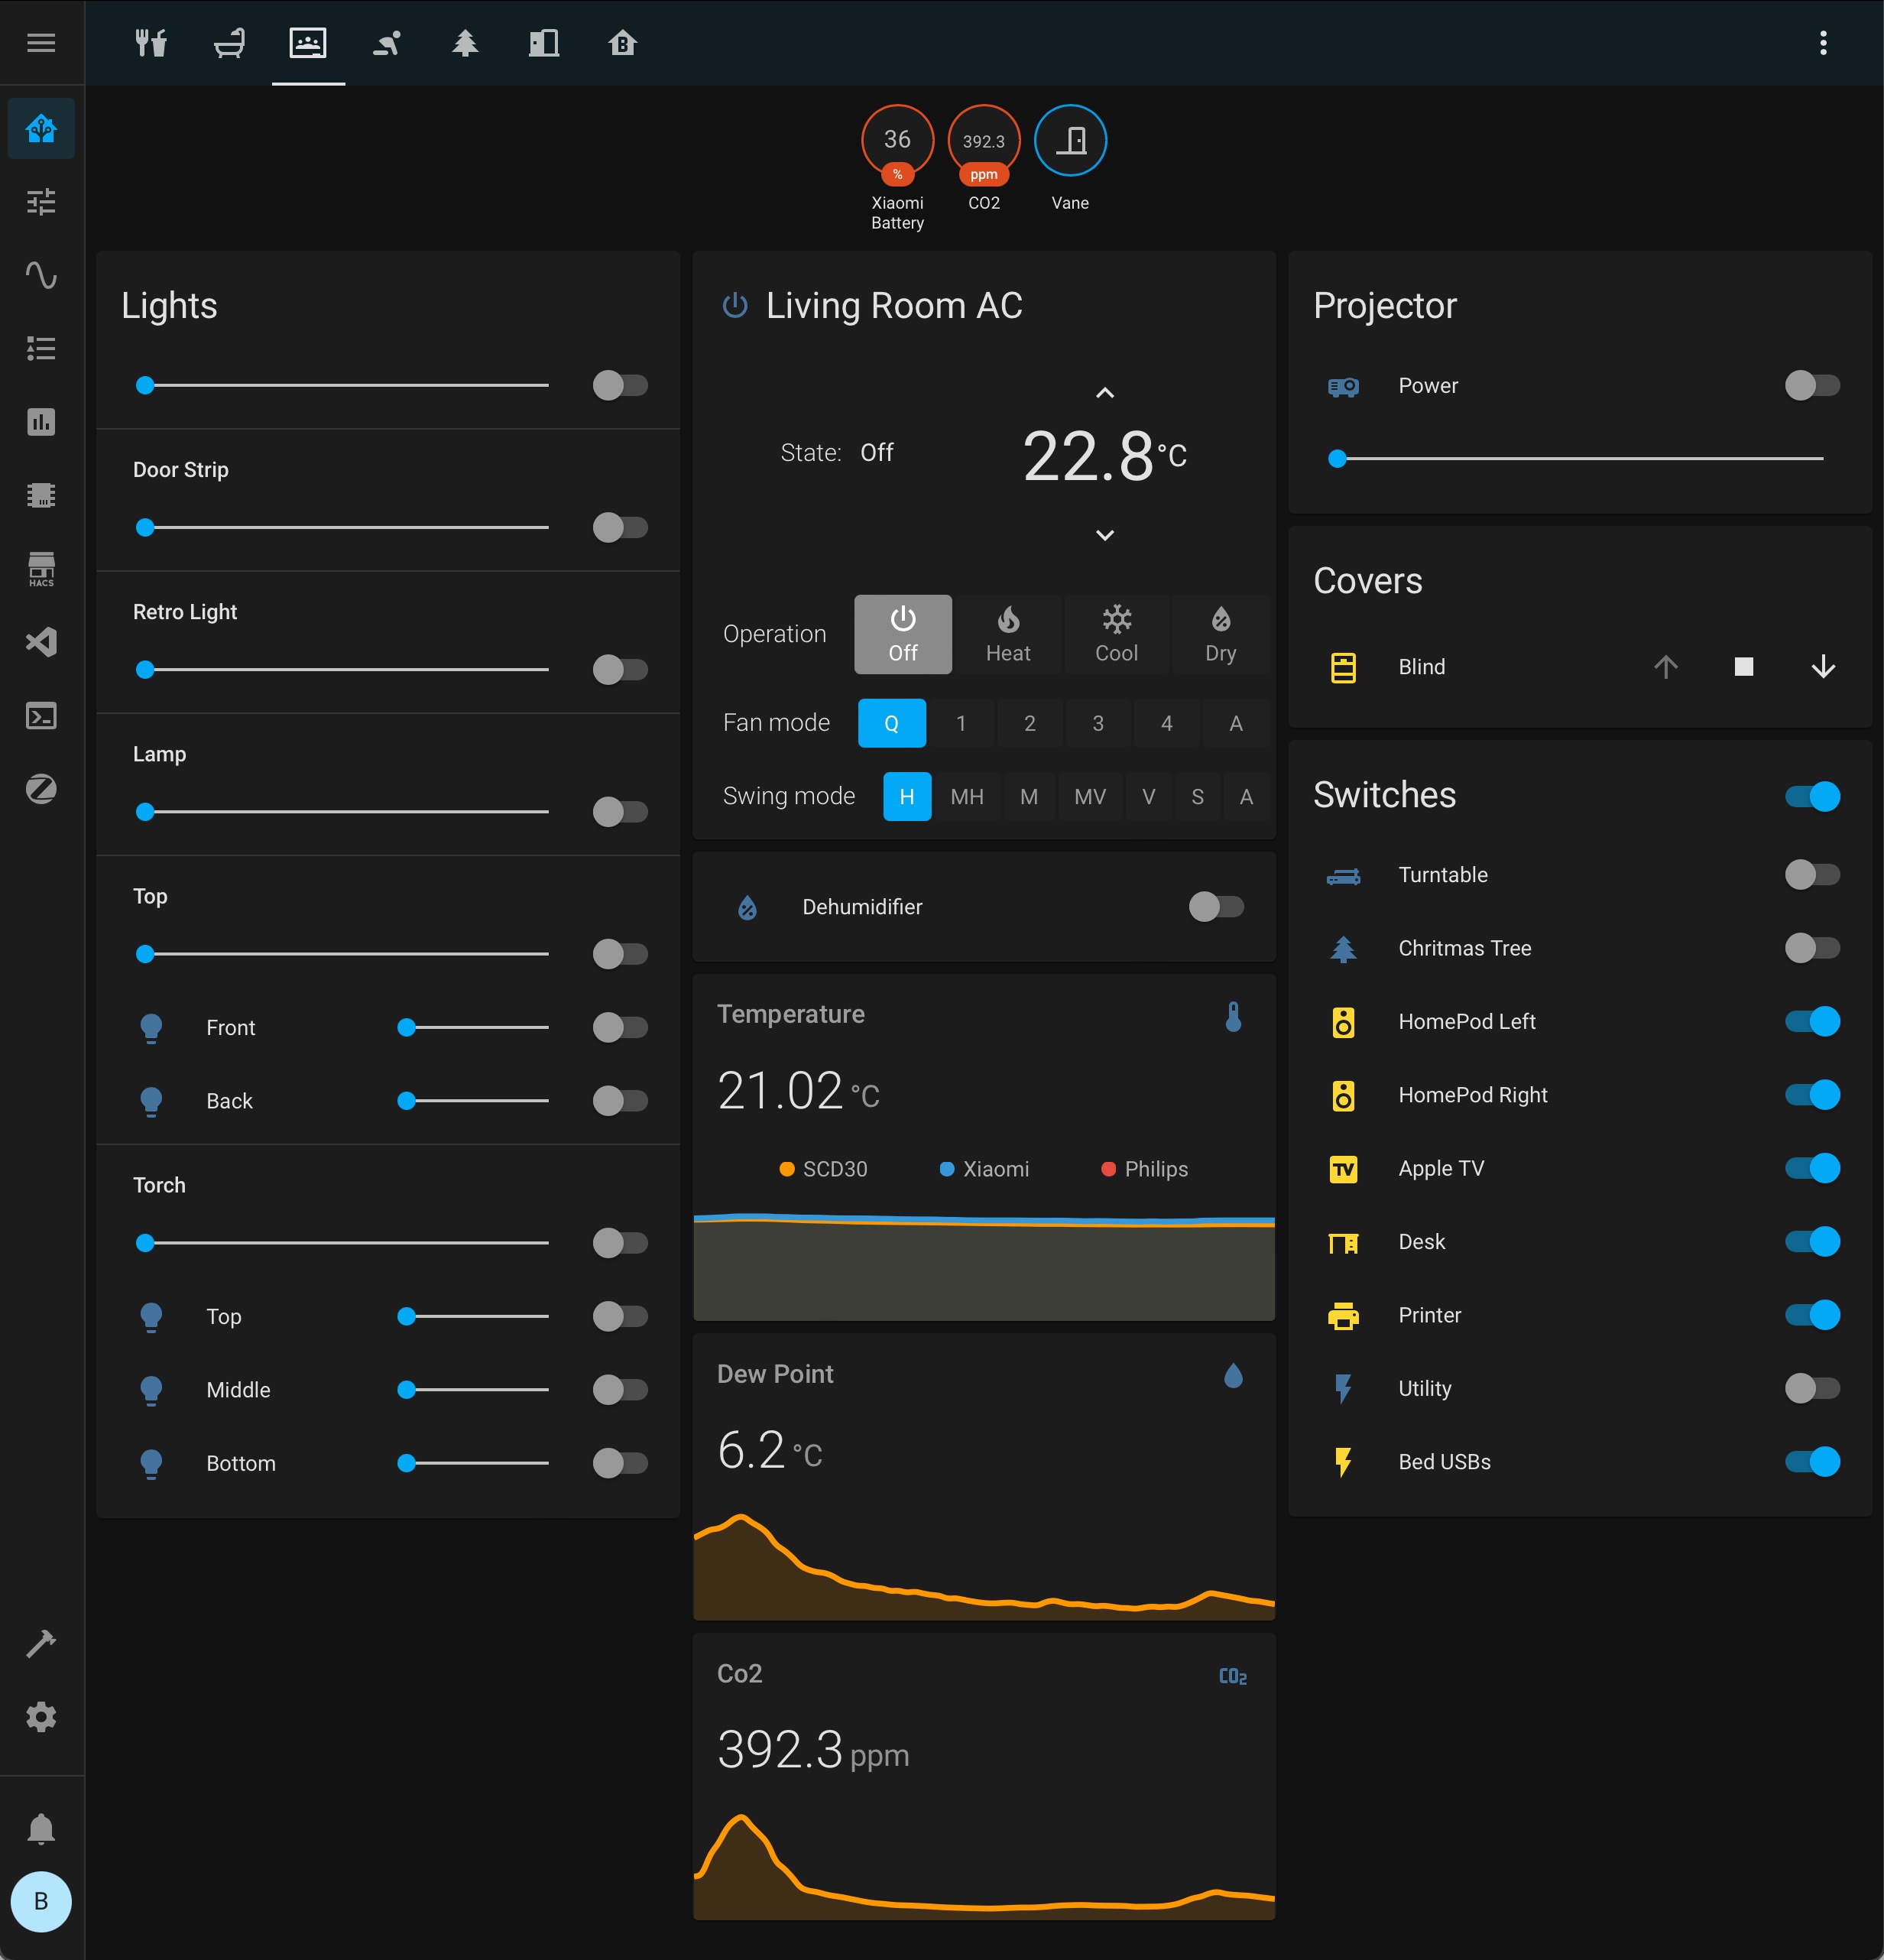 36
%
Xiaomi
Battery
392.3
ppm
CO2
Vane
HACS
B
Lights
Door Strip
Retro Light
Lamp
Top
Front
Back
Torch
Top
Middle
Bottom
Living Room AC
State: Off
22.8 °C
Operation Off Heat Cool Dry
Fan mode Q 1 2 3 4 A
Swing mode H MH M MV V S A
Dehumidifier
Temperature
21.02 °C
SCD30 Xiaomi Philips
Dew Point
6.2 °C
Co2
CO2
392.3 ppm
Projector
Power
Covers
Blind
Switches
Turntable
Chritmas Tree
HomePod Left
HomePod Right
TV Apple TV
Desk
Printer
Utility
Bed USBs
B